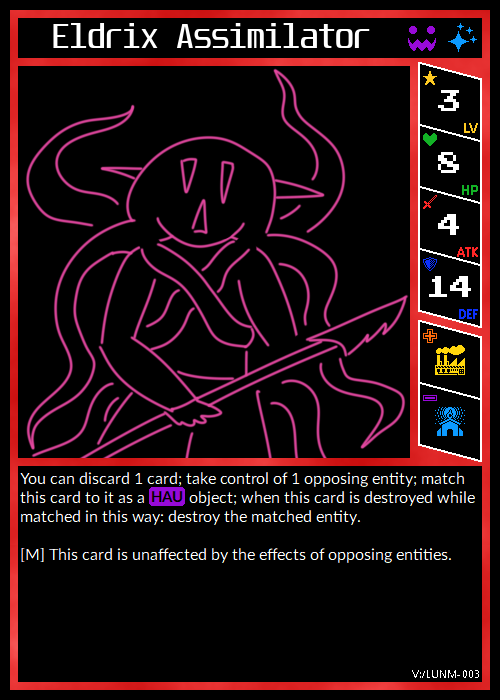 Eldrix Assimilator
3
LV
8
HP
4
ATK
14
DEF
You can discard 1 card; take control of 1 opposing entity; match
this card to it as a HAU object; when this card is destroyed while
matched in this way: destroy the matched entity.
[M] This card is unaffected by the effects of opposing entities.
V:/LUNM-003